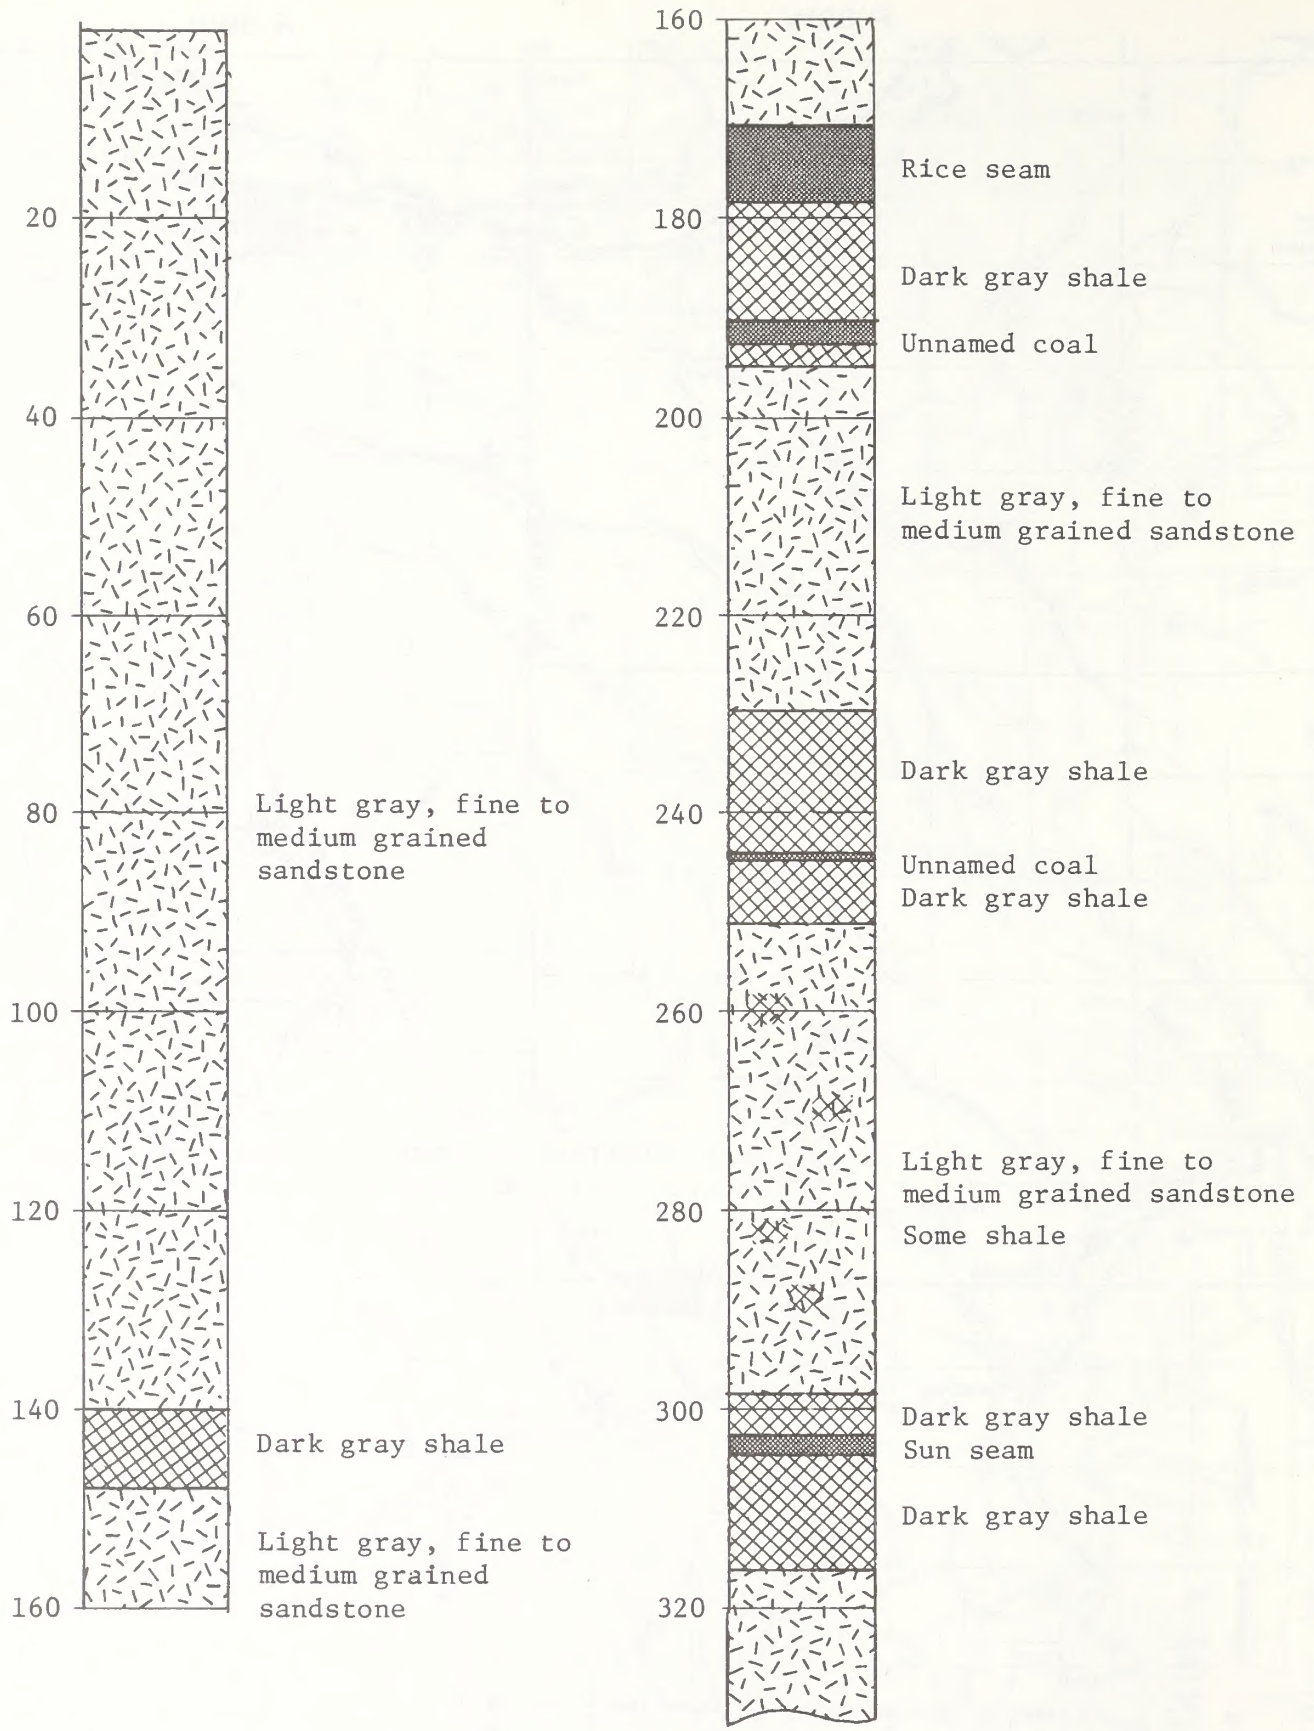 20
40
60
80
Light gray, fine to
medium grained
sandstone
100
120
140
Dark gray shale
Light gray, fine to
medium grained
sandstone
160
160
Rice seam
180
Dark gray shale
Unnamed coal
200
Light gray, fine to
medium grained sandstone
220
Dark gray shale
240
Unnamed coal
Dark gray shale
260
Light gray, fine to
medium grained sandstone
280
Some shale
300
Dark gray shale
Sun seam
Dark gray shale
320